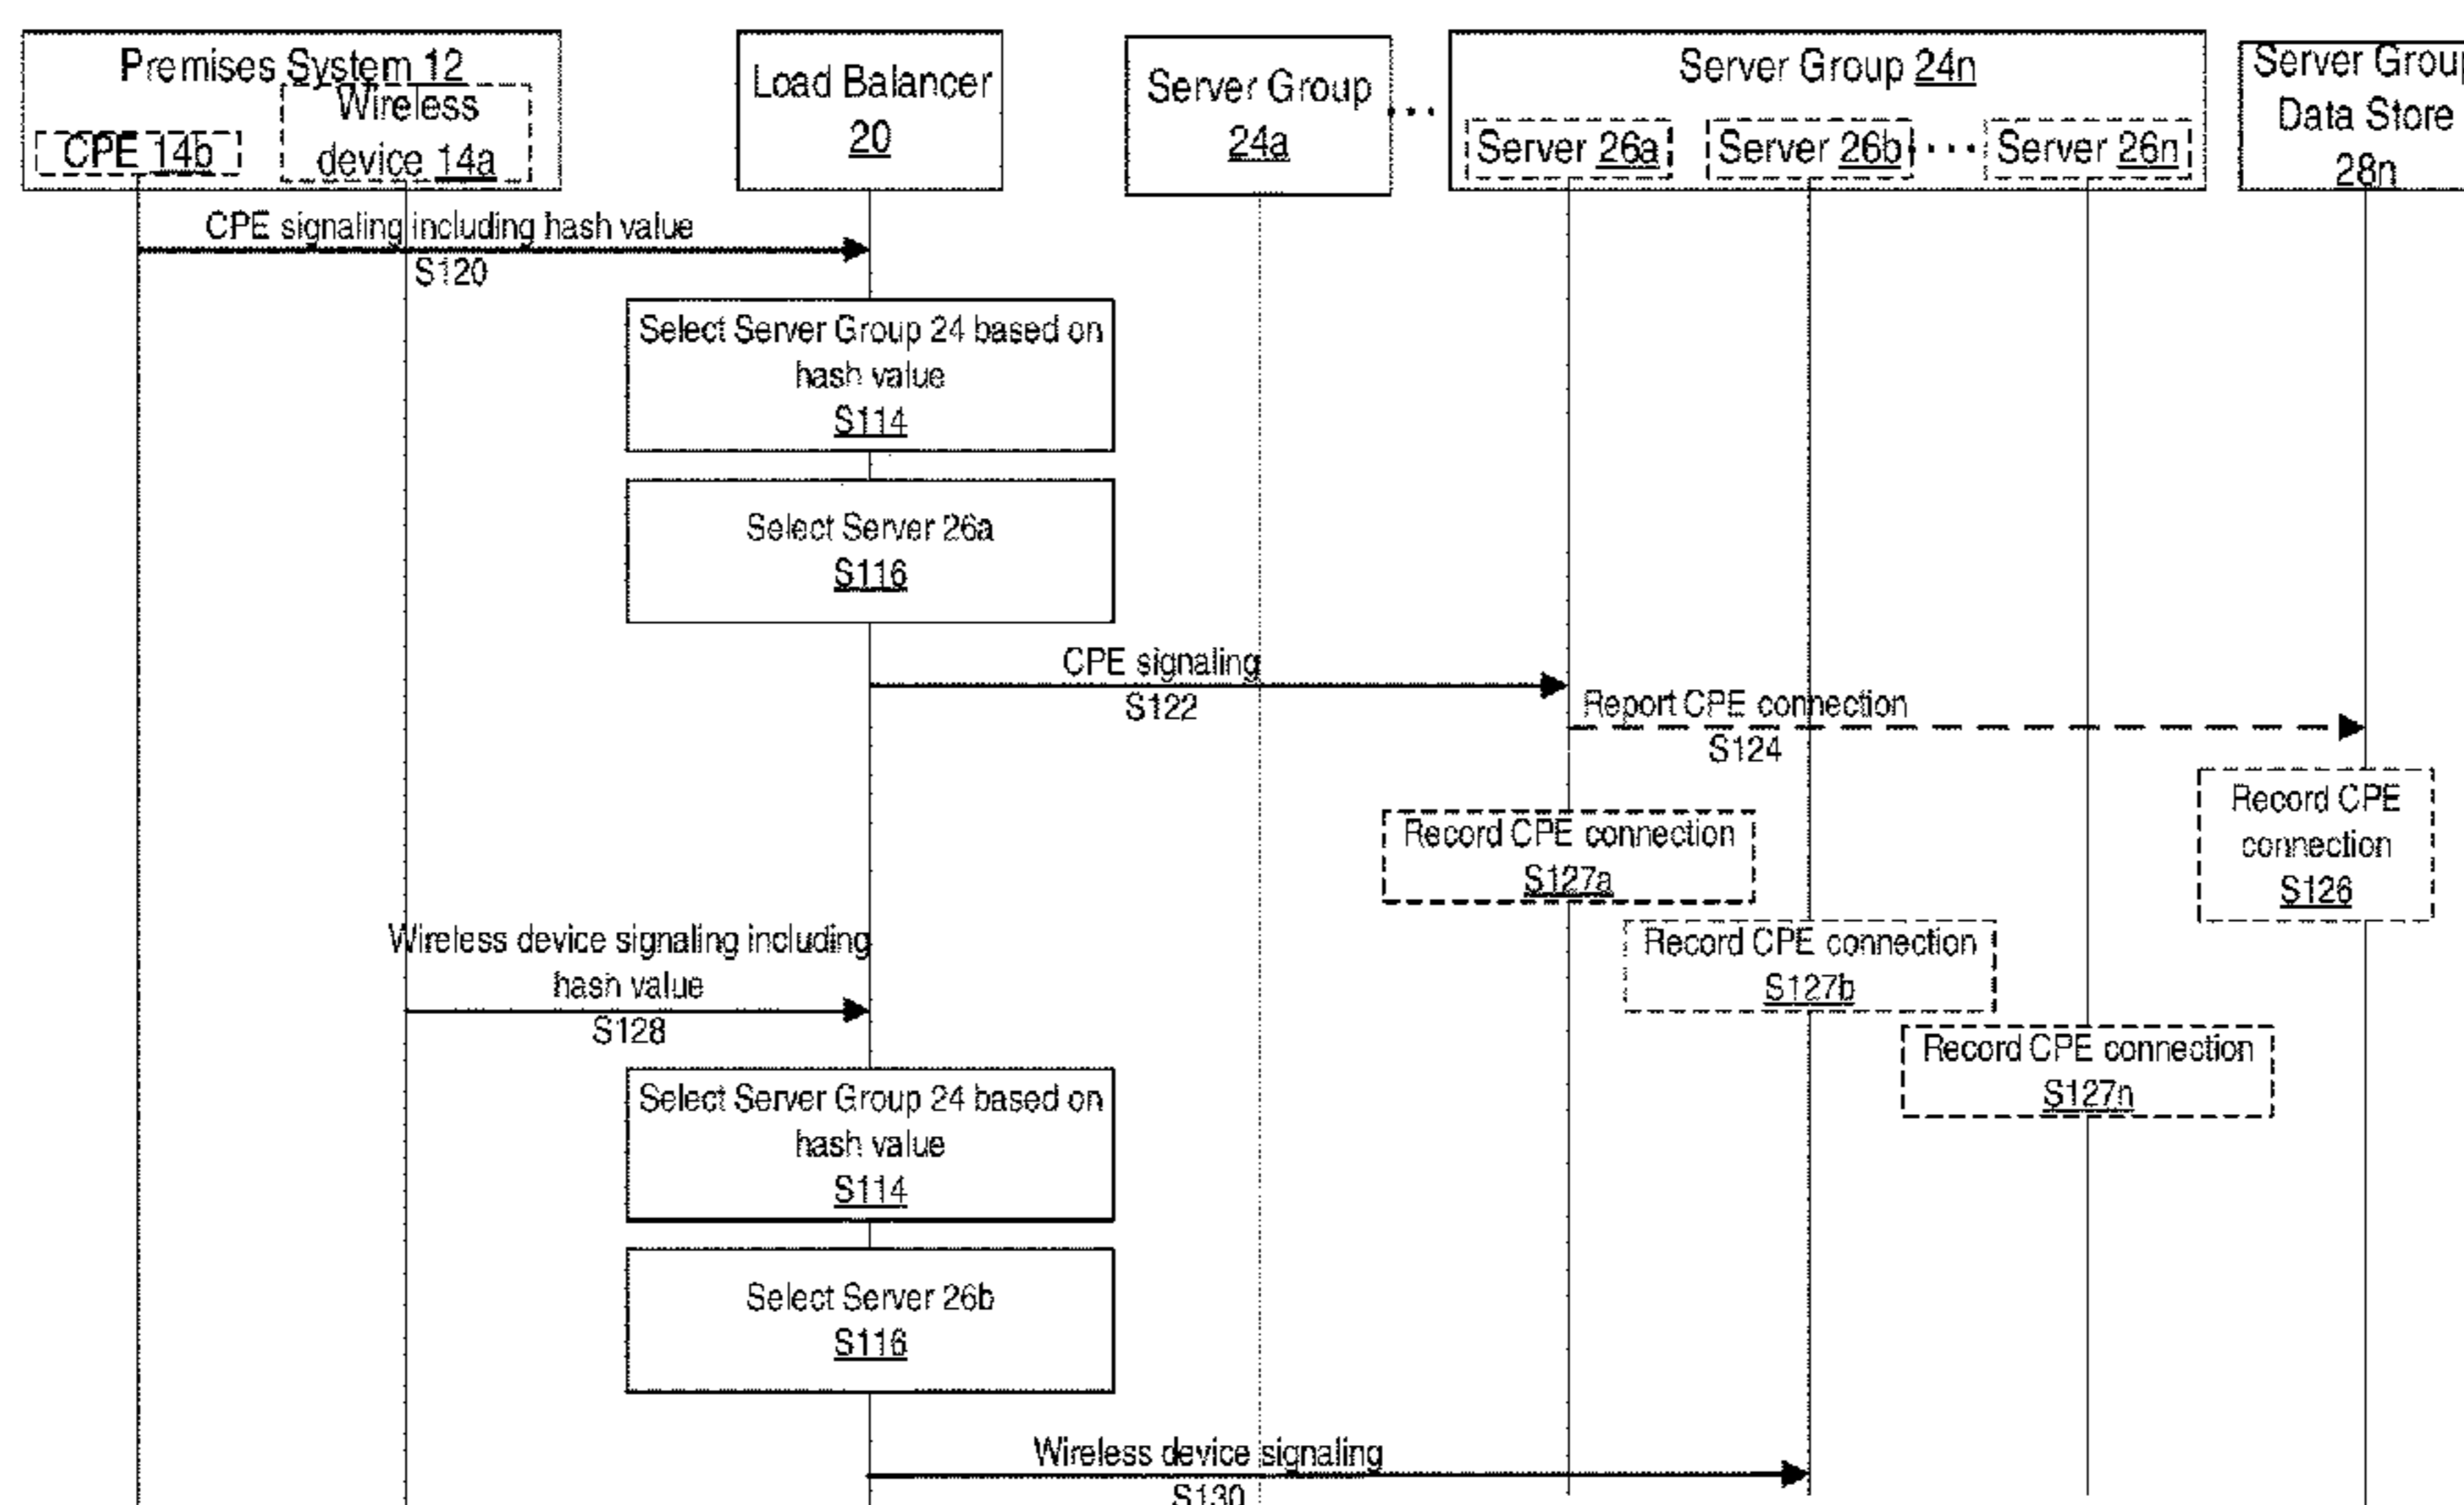 Premises System 12
Wireless
device 14a
CPE 14b
Load Balancer
20
Server Group
24a
...
Server Group 24n
Server 26a
Server 26b
...
Server 26n
Server Group
Data Store
28n
CPE signaling including hash value
S120
Select Server Group 24 based on
hash value
S114
Select Server 26a
S116
CPE signaling
S122
Report CPE connection
S124
Record CPE
connection
S126
Record CPE connection
S127a
Record CPE connection
S127b
Record CPE connection
S127n
Wireless device signaling including
hash value
S128
Select Server Group 24 based on
hash value
S114
Select Server 26b
S116
Wireless device signaling
S130